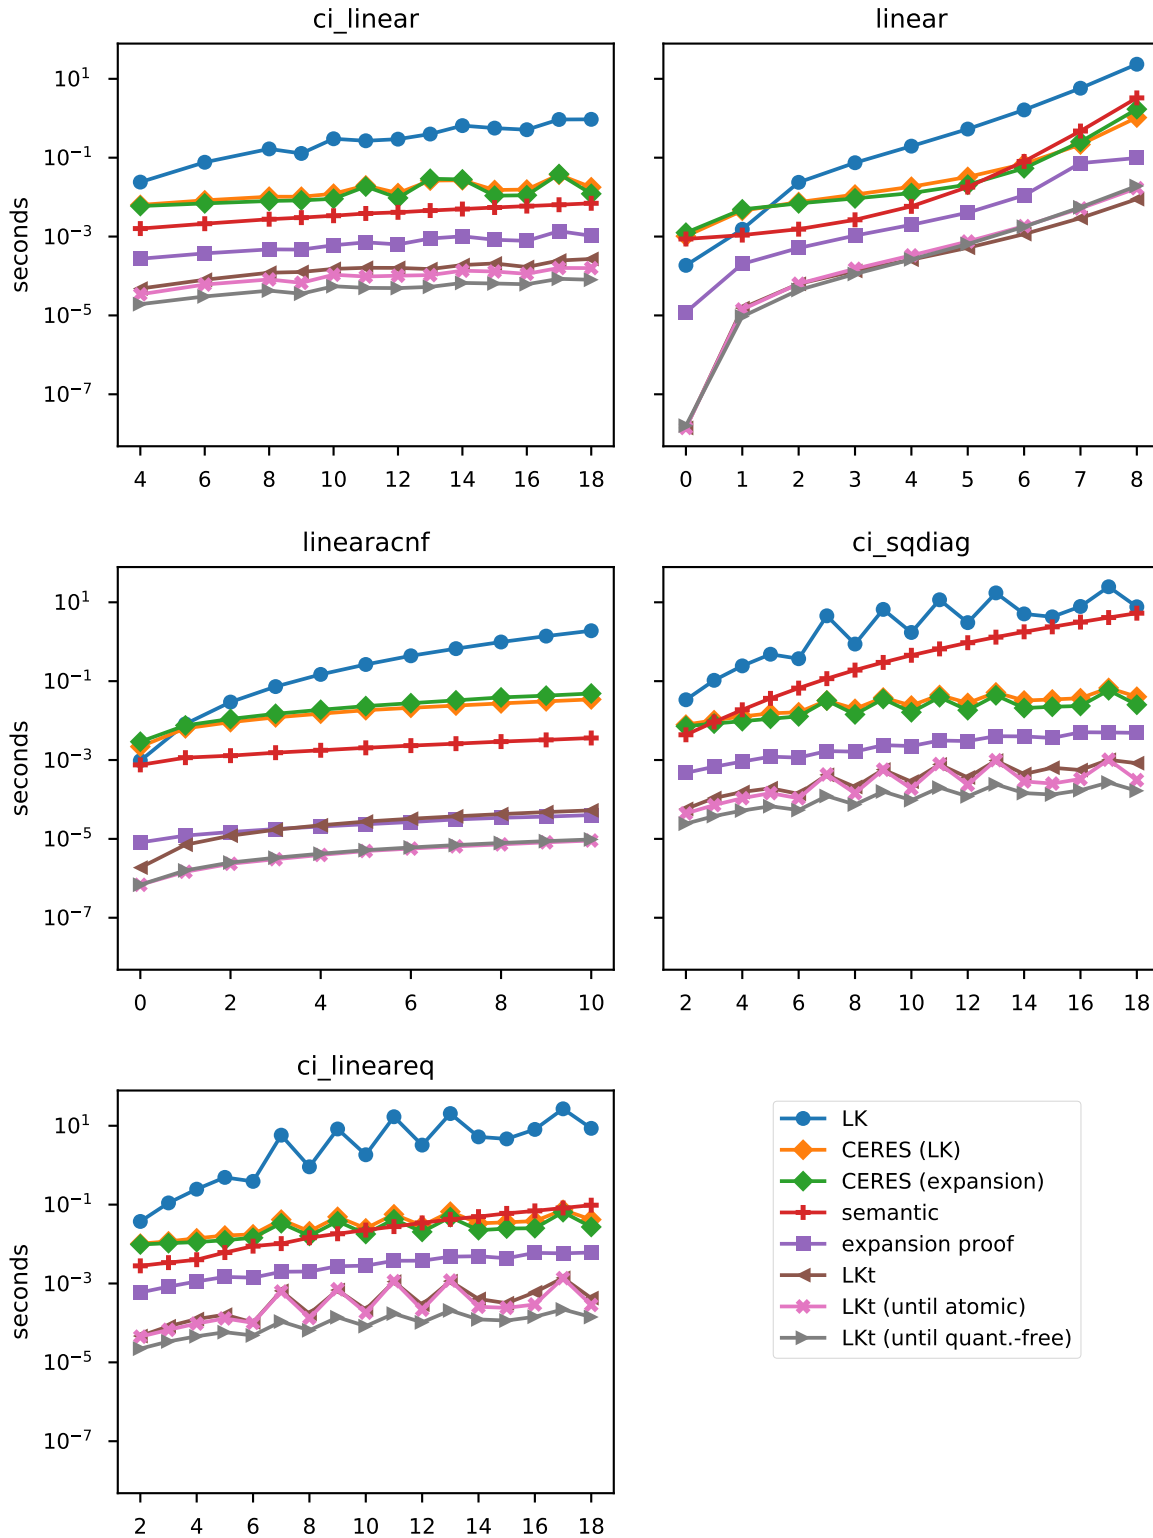 ci_linear
seconds
10^1
10^-1
10^-3
10^-5
10^-7
4 6 8 10 12 14 16 18
linear
0 1 2 3 4 5 6 7 8
linearacnf
seconds
10^1
10^-1
10^-3
10^-5
10^-7
0 2 4 6 8 10
ci_sqdiag
2 4 6 8 10 12 14 16 18
ci_lineareq
seconds
10^1
10^-1
10^-3
10^-5
10^-7
2 4 6 8 10 12 14 16 18
LK
CERES (LK)
CERES (expansion)
semantic
expansion proof
LKt
LKt (until atomic)
LKt (until quant.-free)